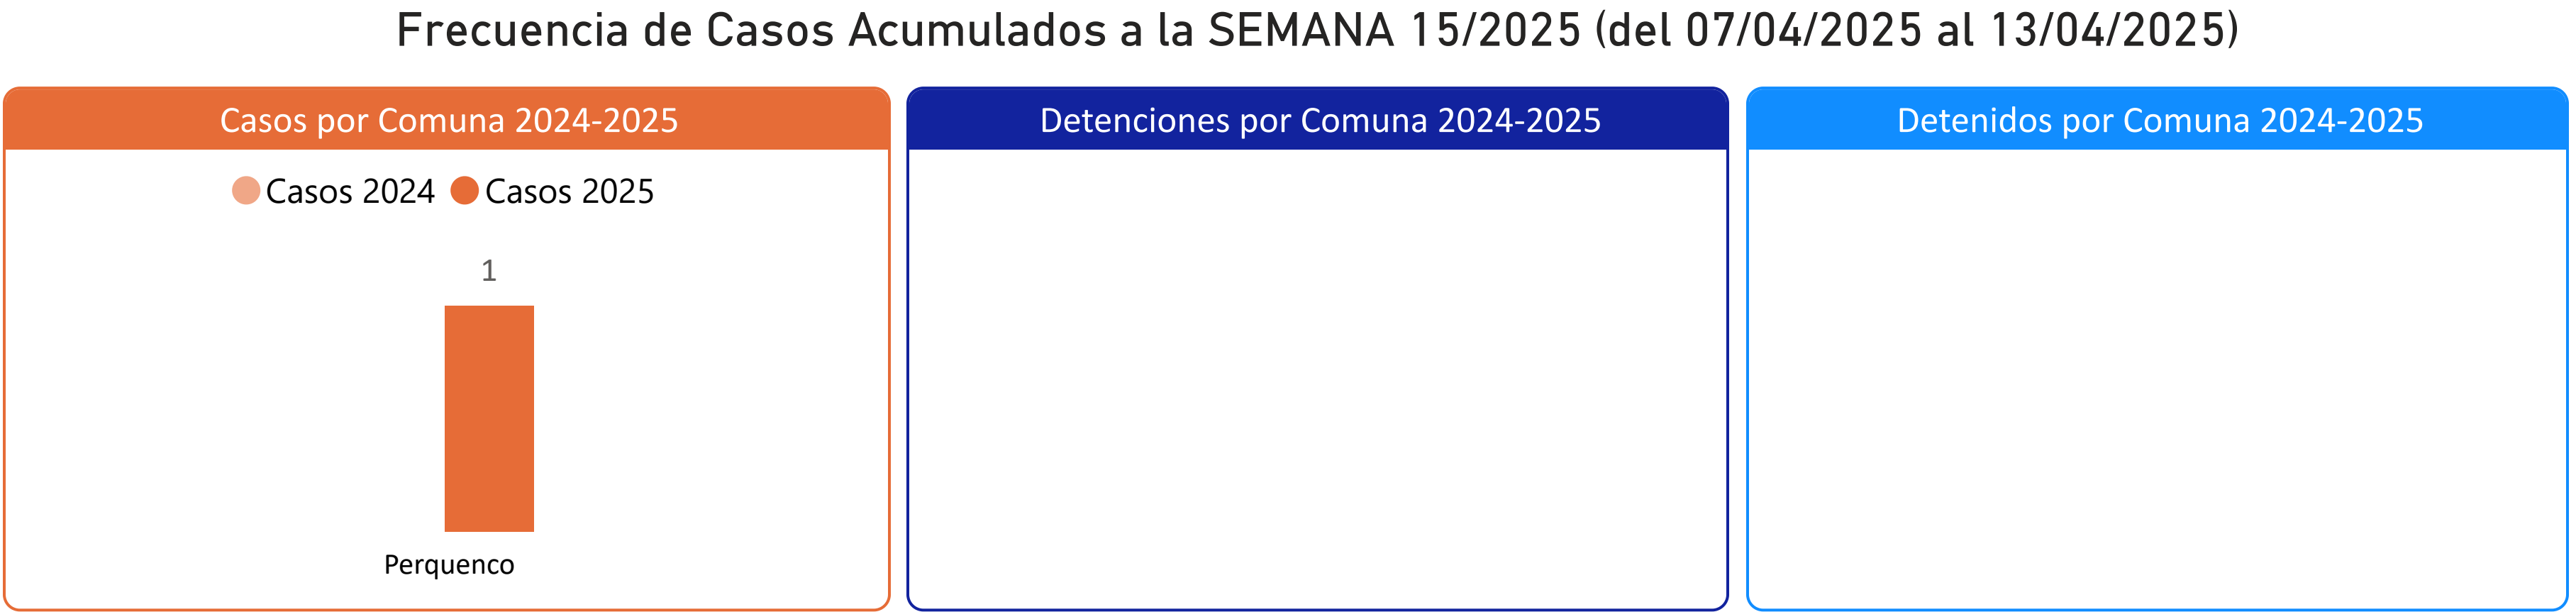 Frecuencia de Casos Acumulados a la SEMANA 15/2025 (del 07/04/2025 al 13/04/2025)
Casos por Comuna 2024-2025
Casos 2024 Casos 2025
1
Perquenco
Detenciones por Comuna 2024-2025
Detenidos por Comuna 2024-2025